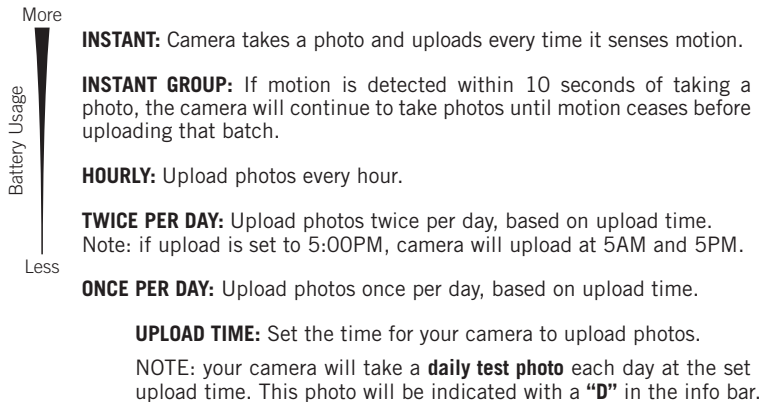 More
Battery Usage
Less
INSTANT: Camera takes a photo and uploads every time it senses motion.
INSTANT GROUP: If motion is detected within 10 seconds of taking a
photo, the camera will continue to take photos until motion ceases before
uploading that batch.
HOURLY: Upload photos every hour.
TWICE PER DAY: Upload photos twice per day, based on upload time.
Note: if upload is set to 5:00PM, camera will upload at 5AM and 5PM.
ONCE PER DAY: Upload photos once per day, based on upload time.
UPLOAD TIME: Set the time for your camera to upload photos.
NOTE: your camera will take a daily test photo each day at the set
upload time. This photo will be indicated with a “D” in the info bar.